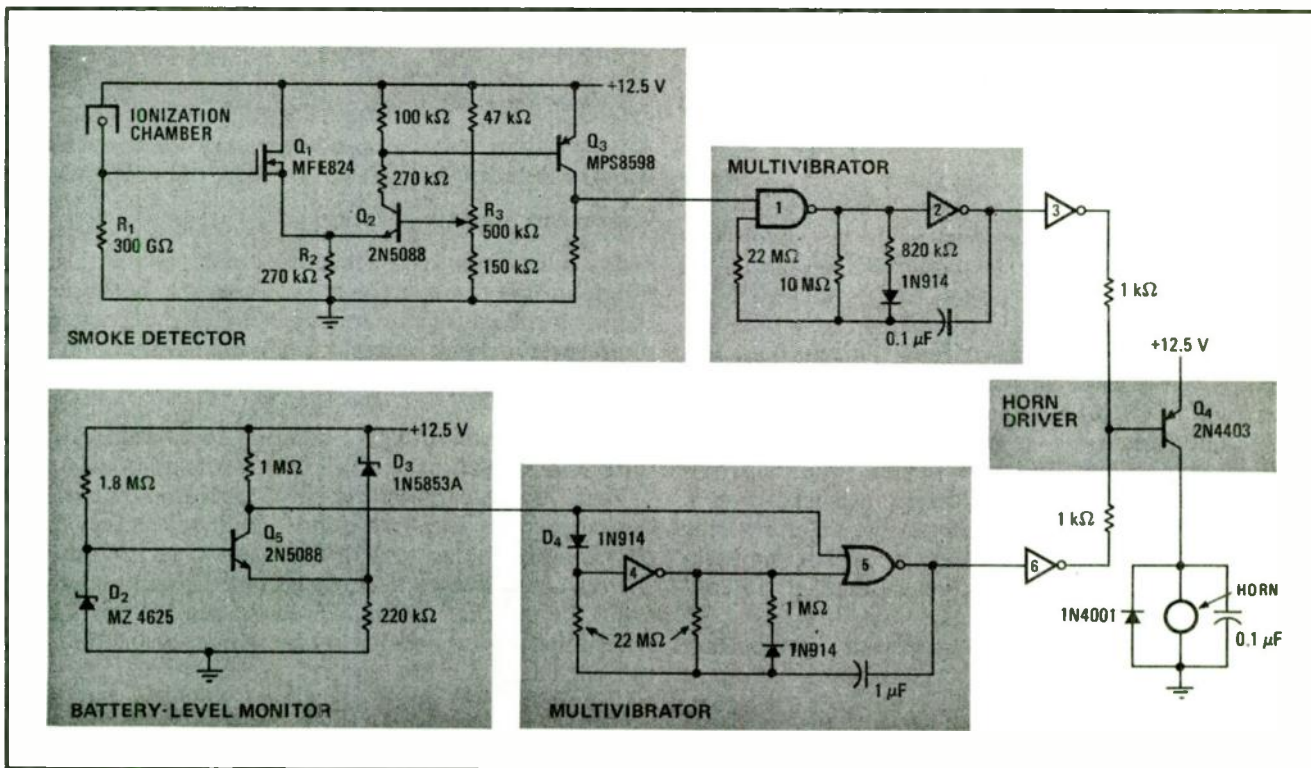 +12.5 V
IONIZATION
CHAMBER
100 kΩ
47 kΩ
Q1
MFE824
Q3
MPS8598
270 kΩ
R1
300 GΩ
Q2
2N5088
R3
500 kΩ
R2
270 kΩ
150 kΩ
SMOKE DETECTOR
MULTIVIBRATOR
1
2
3
22 MΩ
820 kΩ
10 MΩ
1N914
0.1 µF
1 kΩ
+12.5 V
HORN
DRIVER
Q4
2N4403
1 kΩ
HORN
1N4001
0.1 µF
+12.5 V
1.8 MΩ
1 MΩ
D3
1N5853A
Q5
2N5088
D2
MZ 4625
220 kΩ
BATTERY-LEVEL MONITOR
D4
1N914
4
5
6
1 MΩ
22 MΩ
1N914
1 µF
MULTIVIBRATOR